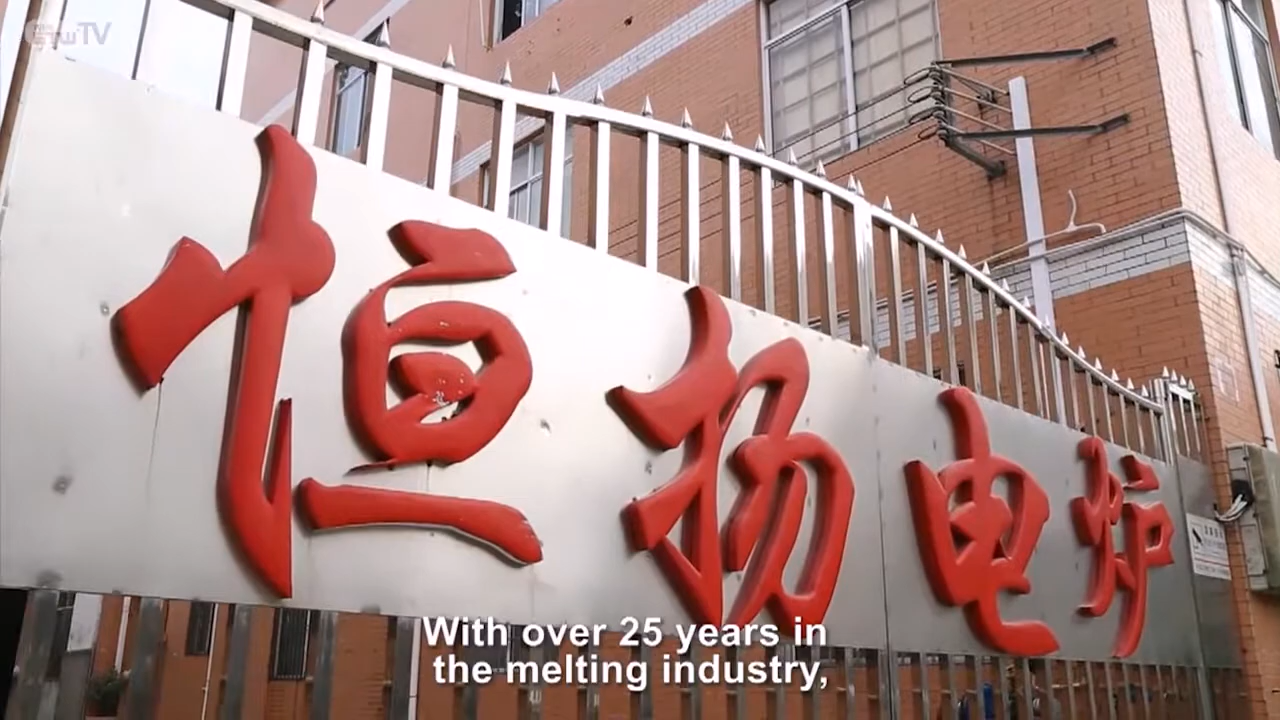 恒扬电炉
With over 25 years in
the melting industry,